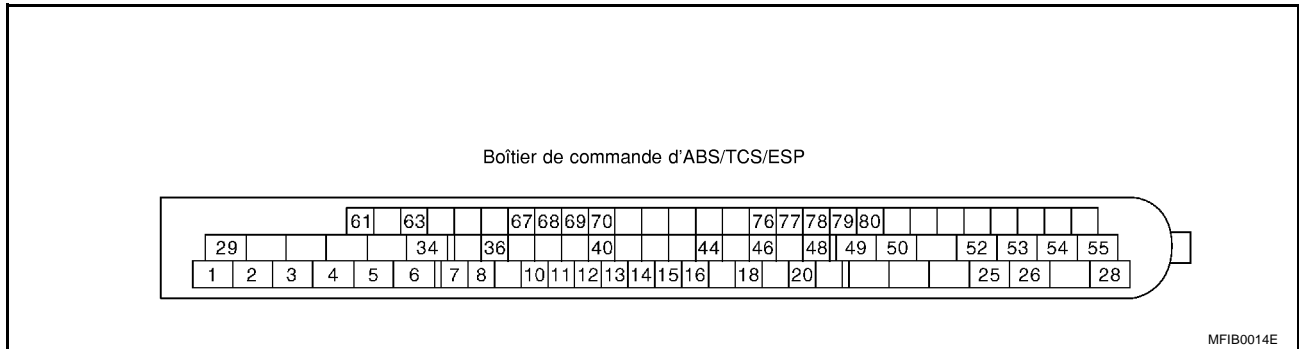 Boîtier de commande d'ABS/TCS/ESP
61 63 67 68 69 70 76 77 78 79 80
29 34 36 40 44 46 48 49 50 52 53 54 55
1 2 3 4 5 6 7 8 10 11 12 13 14 15 16 18 20 25 26 28
MFIB0014E